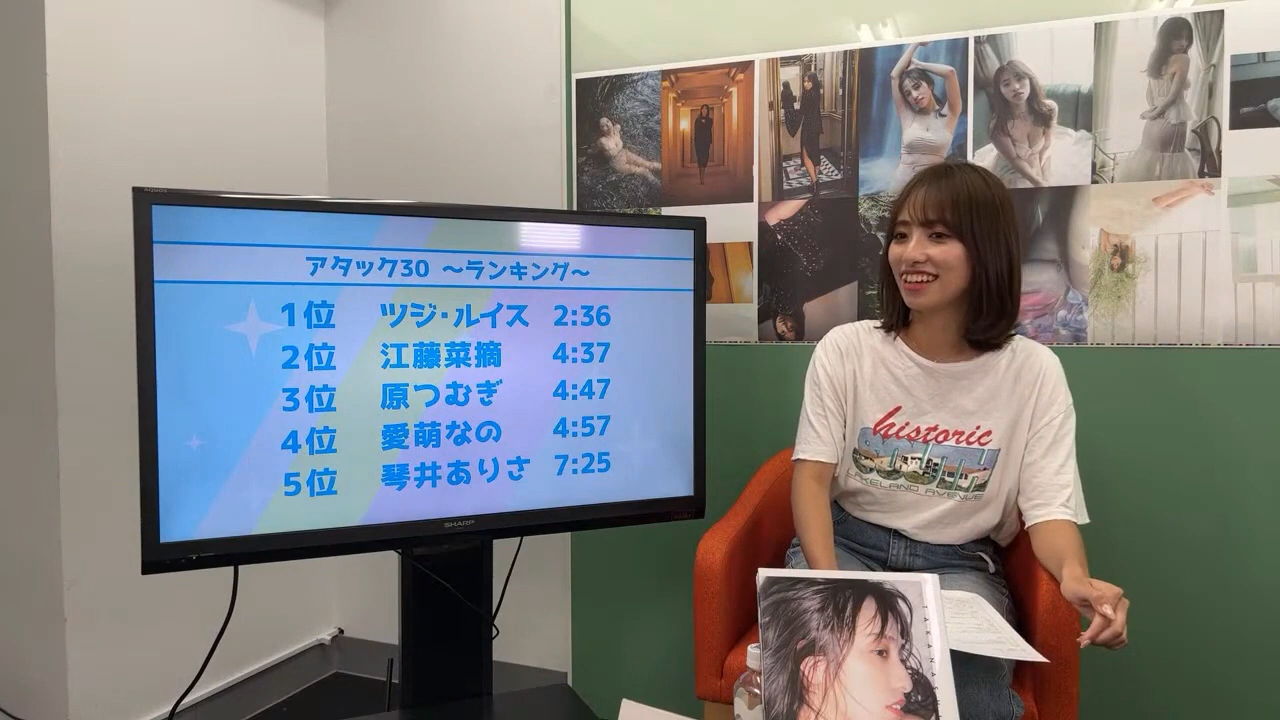 AQUOS
アタック30 ～ランキング～
1位 ツジ・ルイス 2:36
2位 江藤菜摘 4:37
3位 原つむぎ 4:47
4位 愛萌なの 4:57
5位 琴井ありさ 7:25
SHARP
historic
LAKELAND AVENUE